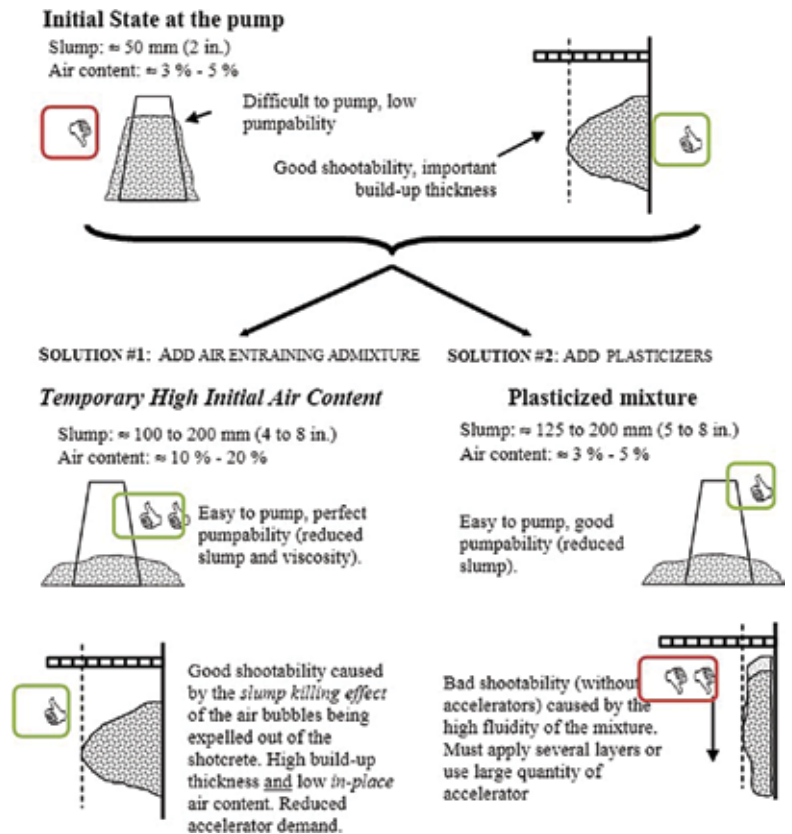 Initial State at the pump
Slump: ≈ 50 mm (2 in.)
Air content: ≈ 3 % - 5 %
Difficult to pump, low
pumpability
Good shootability, important
build-up thickness
SOLUTION #1: ADD AIR ENTRAINING ADMIXTURE
Temporary High Initial Air Content
Slump: ≈ 100 to 200 mm (4 to 8 in.)
Air content: ≈ 10 % - 20 %
Easy to pump, perfect
pumpability (reduced
slump and viscosity).
Good shootability caused
by the slump killing effect
of the air bubbles being
expelled out of the
shotcrete. High build-up
thickness and low in-place
air content. Reduced
accelerator demand.
SOLUTION #2: ADD PLASTICIZERS
Plasticized mixture
Slump: ≈ 125 to 200 mm (5 to 8 in.)
Air content: ≈ 3 % - 5 %
Easy to pump, good
pumpability (reduced
slump).
Bad shootability (without
accelerators) caused by the
high fluidity of the mixture.
Must apply several layers or
use large quantity of
accelerator